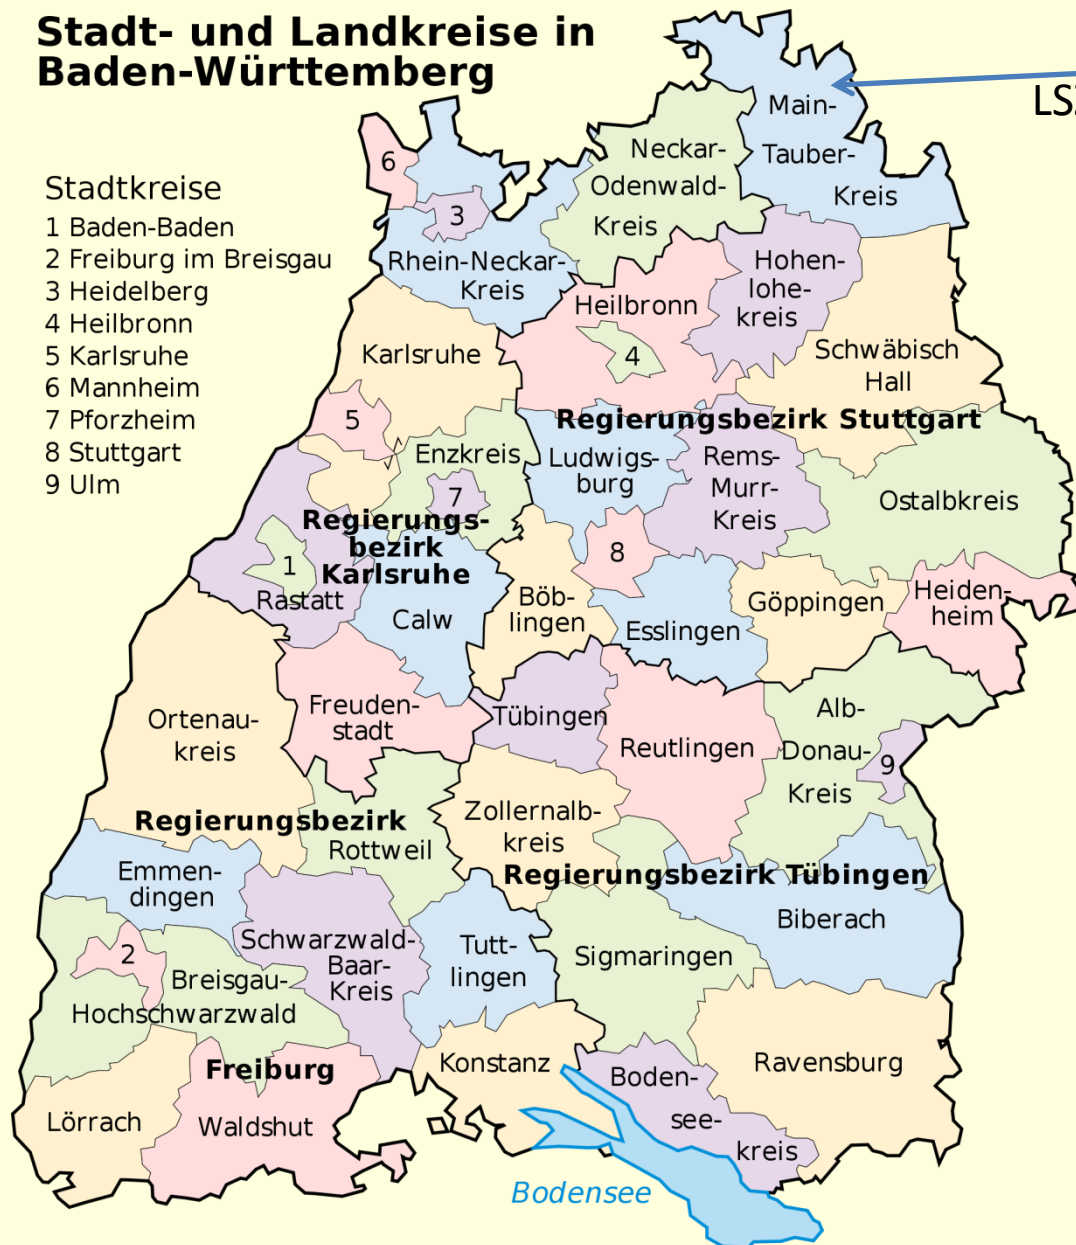 Stadt- und Landkreise in
Baden-Württemberg
LS
Stadtkreise
1 Baden-Baden
2 Freiburg im Breisgau
3 Heidelberg
4 Heilbronn
5 Karlsruhe
6 Mannheim
7 Pforzheim
8 Stuttgart
9 Ulm
Main-
Tauber-
Kreis
Neckar-
Odenwald-
Kreis
6
3
Rhein-Neckar-
Kreis
Hohen-
lohe-
kreis
Heilbronn
4
Karlsruhe
Schwäbisch
Hall
5
Regierungsbezirk Stuttgart
Enzkreis
7
Ludwigs-
burg
Rems-
Murr-
Kreis
Ostalbkreis
Regierungs-
bezirk
Karlsruhe
1
Rastatt
8
Calw
Böb-
lingen
Esslingen
Göppingen
Heiden-
heim
Ortenau-
kreis
Freuden-
stadt
Tübingen
Reutlingen
Alb-
Donau-
Kreis
9
Regierungsbezirk
Rottweil
Zollernalb-
kreis
Regierungsbezirk Tübingen
Emmen-
dingen
Biberach
2
Breisgau-
Hochschwarzwald
Schwarzwald-
Baar-
Kreis
Tutt-
lingen
Sigmaringen
Freiburg
Konstanz
Boden-
see-
kreis
Ravensburg
Lörrach
Waldshut
Bodensee